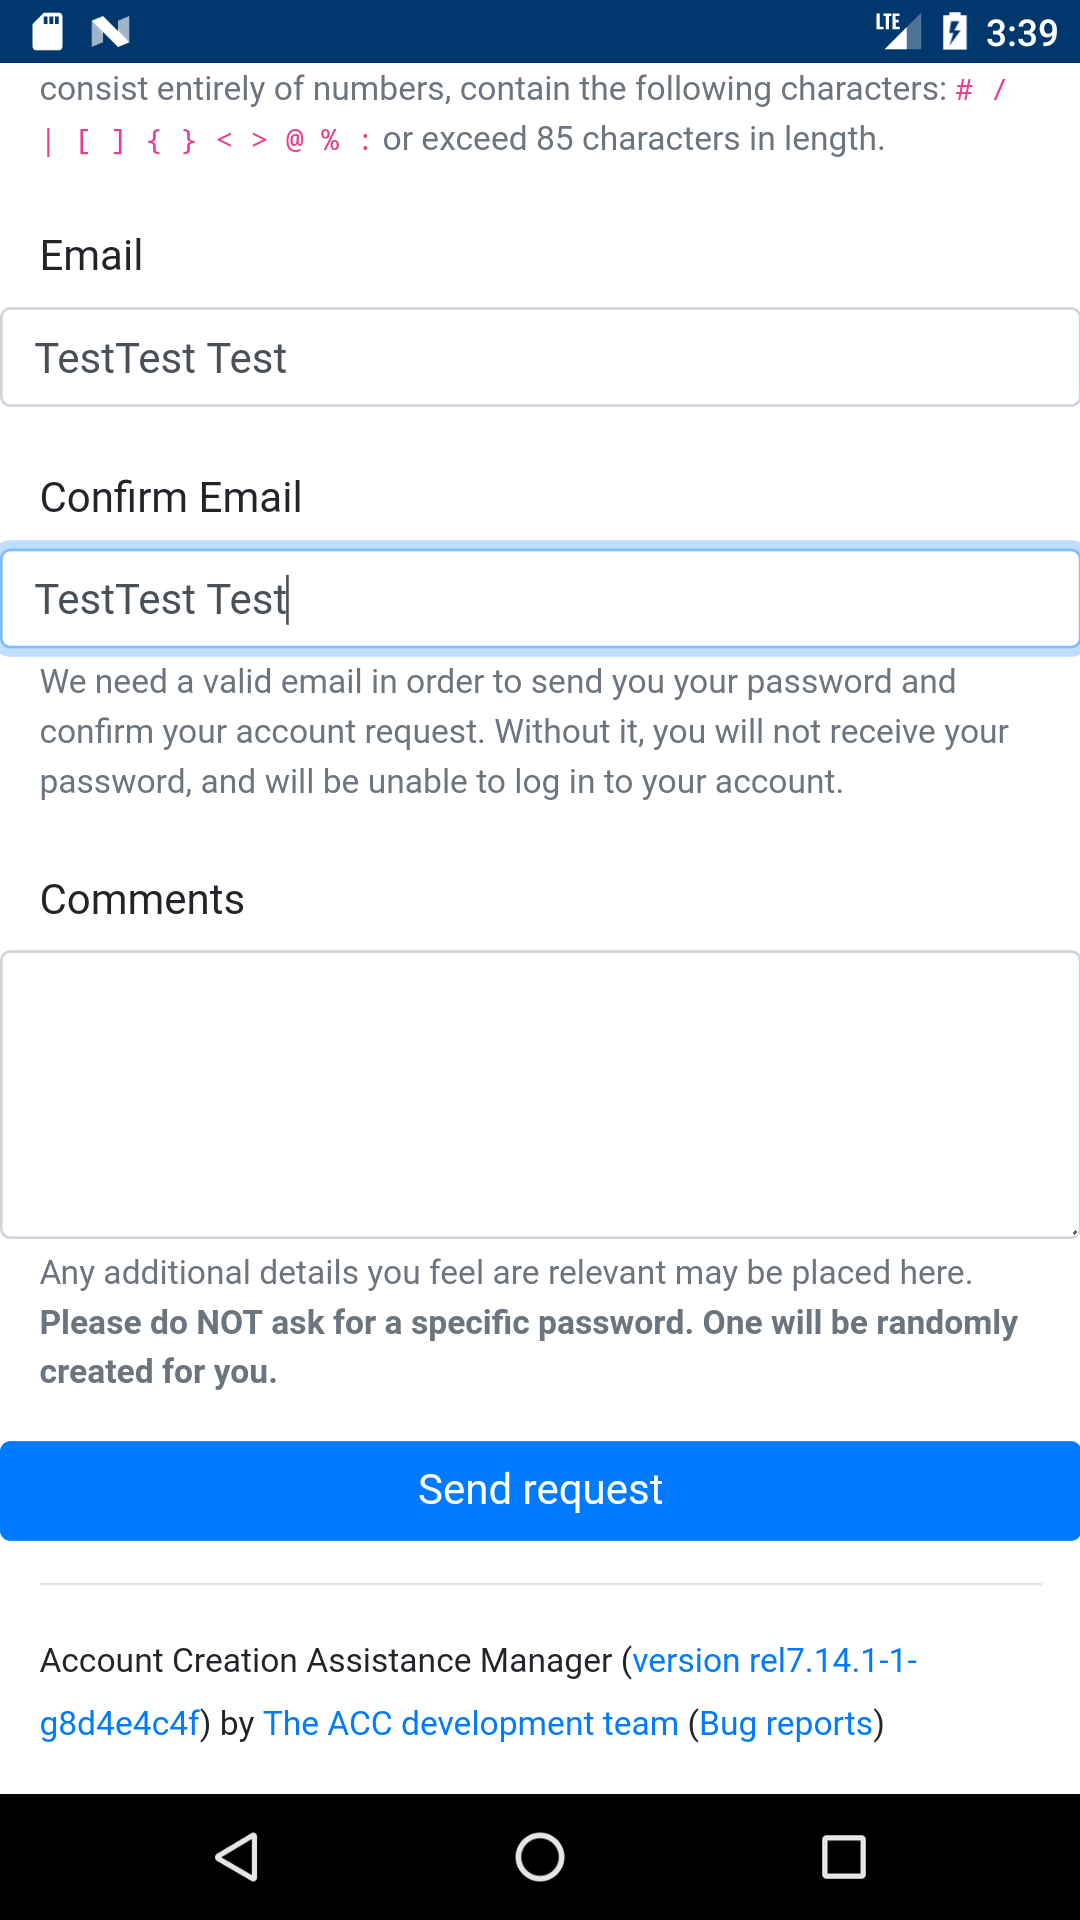 LTE 3:39
consist entirely of numbers, contain the following characters: # /
| [ ] { } < > @ % : or exceed 85 characters in length.
Email
TestTest Test
Confirm Email
TestTest Test
We need a valid email in order to send you your password and
confirm your account request. Without it, you will not receive your
password, and will be unable to log in to your account.
Comments
Any additional details you feel are relevant may be placed here.
Please do NOT ask for a specific password. One will be randomly
created for you.
Send request
Account Creation Assistance Manager (version rel7.14.1-1-
g8d4e4c4f) by The ACC development team (Bug reports)